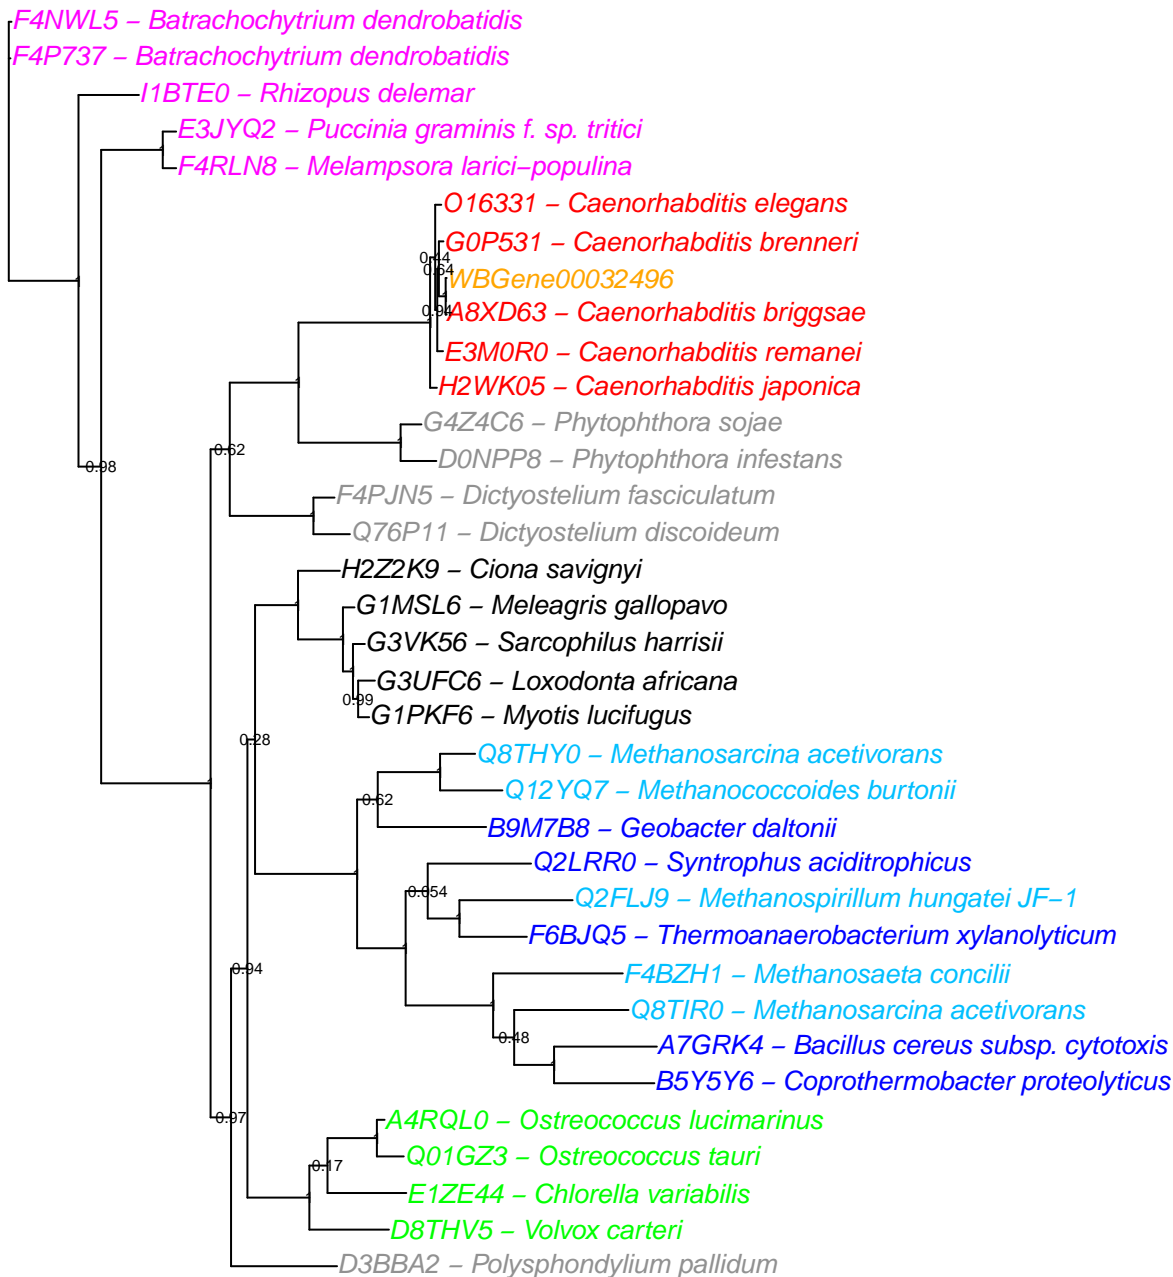 F4NWL5 – Batrachochytrium dendrobatidis
F4P737 – Batrachochytrium dendrobatidis
I1BTE0 – Rhizopus delemar
E3JYQ2 – Puccinia graminis f. sp. tritici
F4RLN8 – Melampsora larici–populina
O16331 – Caenorhabditis elegans
G0P531 – Caenorhabditis brenneri
0.44
0.64
WBGene00032496
0.94
A8XD63 – Caenorhabditis briggsae
E3M0R0 – Caenorhabditis remanei
H2WK05 – Caenorhabditis japonica
G4Z4C6 – Phytophthora sojae
0.62
D0NPP8 – Phytophthora infestans
0.98
F4PJN5 – Dictyostelium fasciculatum
Q76P11 – Dictyostelium discoideum
H2Z2K9 – Ciona savignyi
G1MSL6 – Meleagris gallopavo
G3VK56 – Sarcophilus harrisii
G3UFC6 – Loxodonta africana
0.99
G1PKF6 – Myotis lucifugus
0.28
Q8THY0 – Methanosarcina acetivorans
Q12YQ7 – Methanococcoides burtonii
0.62
B9M7B8 – Geobacter daltonii
Q2LRR0 – Syntrophus aciditrophicus
0.054
Q2FLJ9 – Methanospirillum hungatei JF–1
F6BJQ5 – Thermoanaerobacterium xylanolyticum
0.94
F4BZH1 – Methanosaeta concilii
Q8TIR0 – Methanosarcina acetivorans
0.48
A7GRK4 – Bacillus cereus subsp. cytotoxis
B5Y5Y6 – Coprothermobacter proteolyticus
0.97
A4RQL0 – Ostreococcus lucimarinus
Q01GZ3 – Ostreococcus tauri
0.17
E1ZE44 – Chlorella variabilis
D8THV5 – Volvox carteri
D3BBA2 – Polysphondylium pallidum